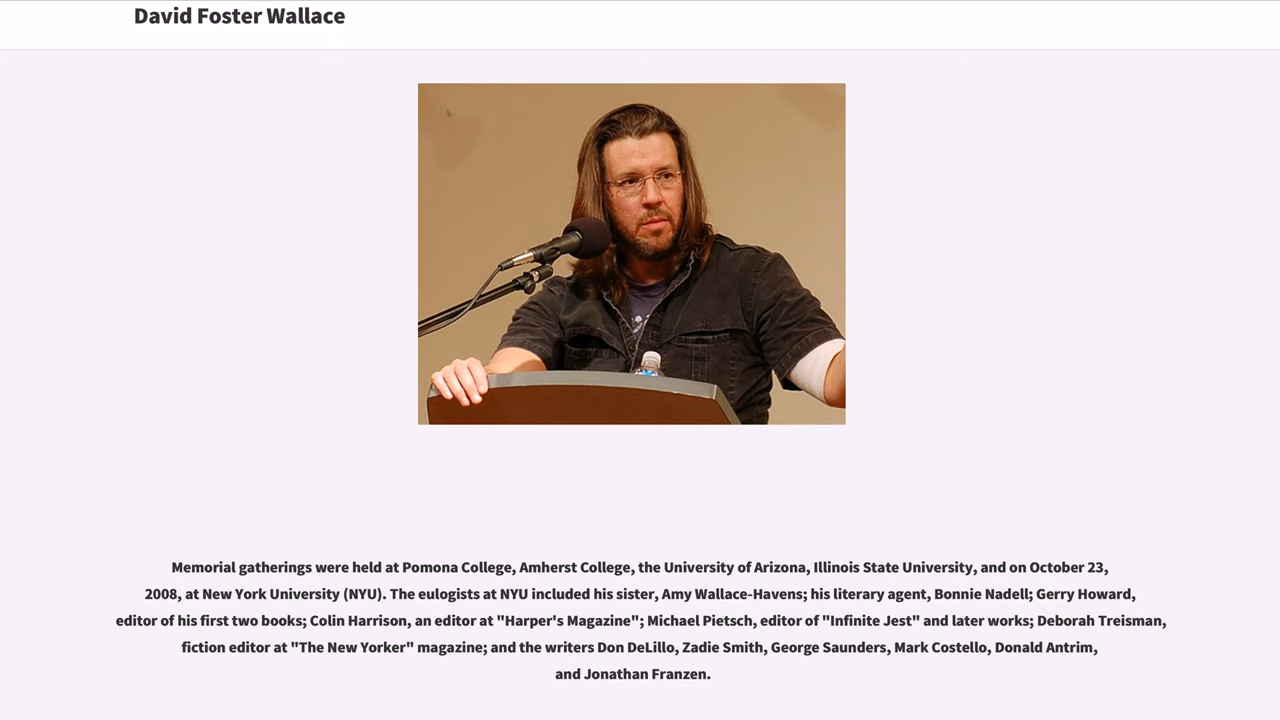 David Foster Wallace
Memorial gatherings were held at Pomona College, Amherst College, the University of Arizona, Illinois State University, and on October 23,
2008, at New York University (NYU). The eulogists at NYU included his sister, Amy Wallace-Havens; his literary agent, Bonnie Nadell; Gerry Howard,
editor of his first two books; Colin Harrison, an editor at "Harper's Magazine"; Michael Pietsch, editor of "Infinite Jest" and later works; Deborah Treisman,
fiction editor at "The New Yorker" magazine; and the writers Don DeLillo, Zadie Smith, George Saunders, Mark Costello, Donald Antrim,
and Jonathan Franzen.